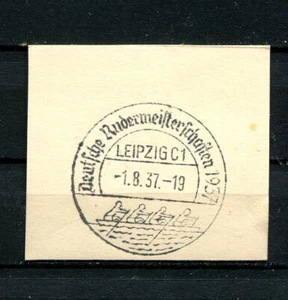 Deutsche Rudermeisterschaften 1937
LEIPZIG C1
-1.8.37.-19